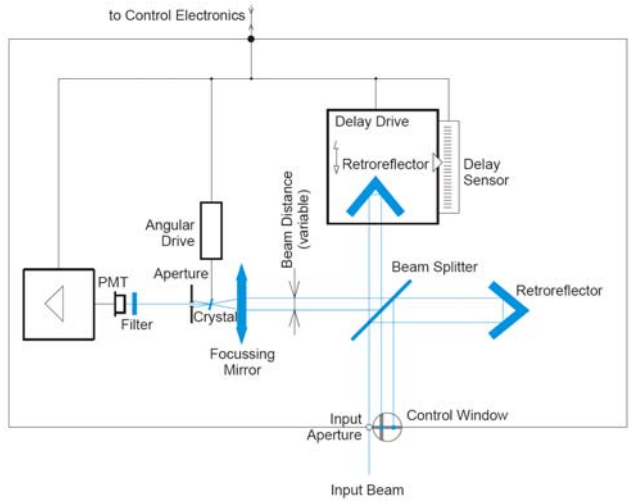 to Control Electronics
Delay Drive
Retroreflector
Delay
Sensor
Angular
Drive
Beam Distance
(variable)
Beam Splitter
Aperture
PMT
Retroreflector
Filter
Crystal
Focussing
Mirror
Input
Aperture
Control Window
Input Beam